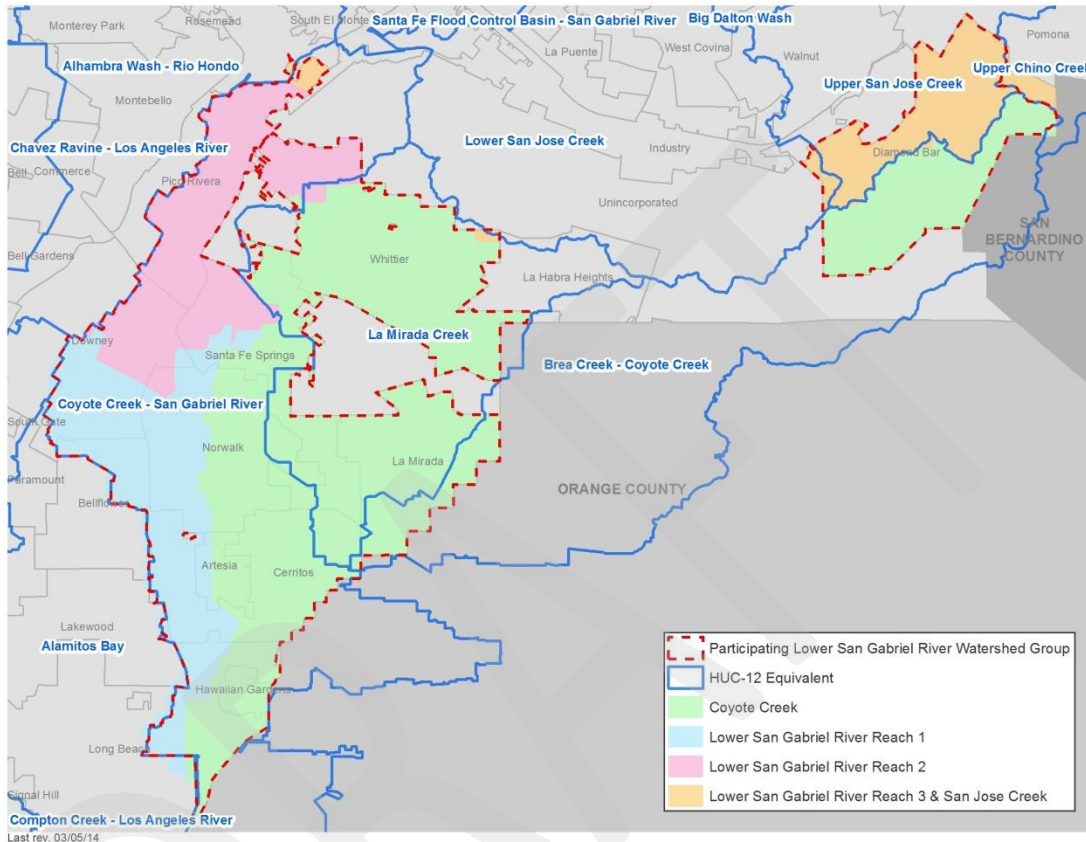 Monterey Park
Rosemead
South El Monte
Santa Fe Flood Control Basin - San Gabriel River
Big Dalton Wash
Pomona
La Puente
West Covina
Walnut
Alhambra Wash - Rio Hondo
Upper San Jose Creek
Upper Chino Creek
Montebello
Chavez Ravine - Los Angeles River
Lower San Jose Creek
Industry
Diamond Bar
Bell
Commerce
Pico Rivera
Unincorporated
SAN
BERNARDINO
COUNTY
Bell Gardens
Whittier
La Habra Heights
Downey
Santa Fe Springs
La Mirada Creek
Brea Creek - Coyote Creek
Coyote Creek - San Gabriel River
South Gate
Norwalk
La Mirada
Paramount
ORANGE COUNTY
Bellflower
Artesia
Cerritos
Lakewood
Alamitos Bay
Hawaiian Gardens
Long Beach
Signal Hill
Compton Creek - Los Angeles River
Participating Lower San Gabriel River Watershed Group
HUC-12 Equivalent
Coyote Creek
Lower San Gabriel River Reach 1
Lower San Gabriel River Reach 2
Lower San Gabriel River Reach 3 & San Jose Creek
Last rev. 03/05/14